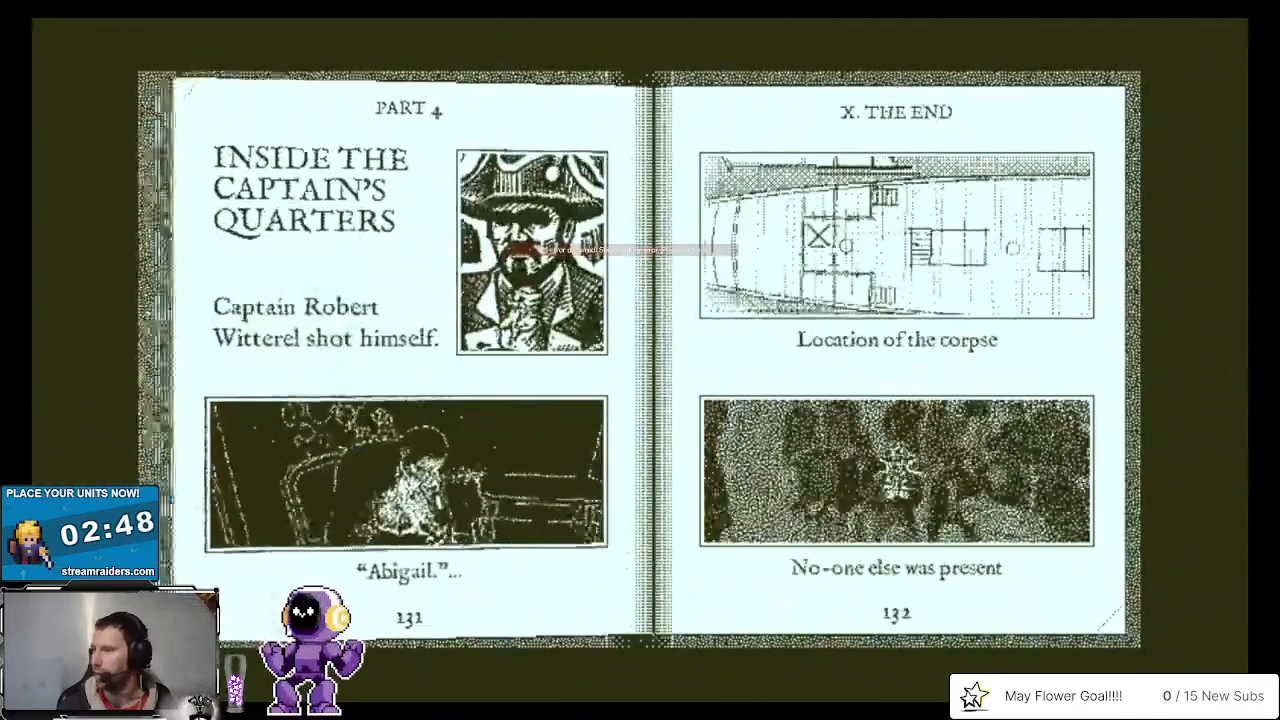 PART 4
INSIDE THE
CAPTAIN'S
QUARTERS
Captain Robert
Witterel shot himself.
"Abigail."...
131
X. THE END
Location of the corpse
No-one else was present
132
PLACE YOUR UNITS NOW!
02:48
streamraiders.com
May Flower Goal!!!! 0 / 15 New Subs